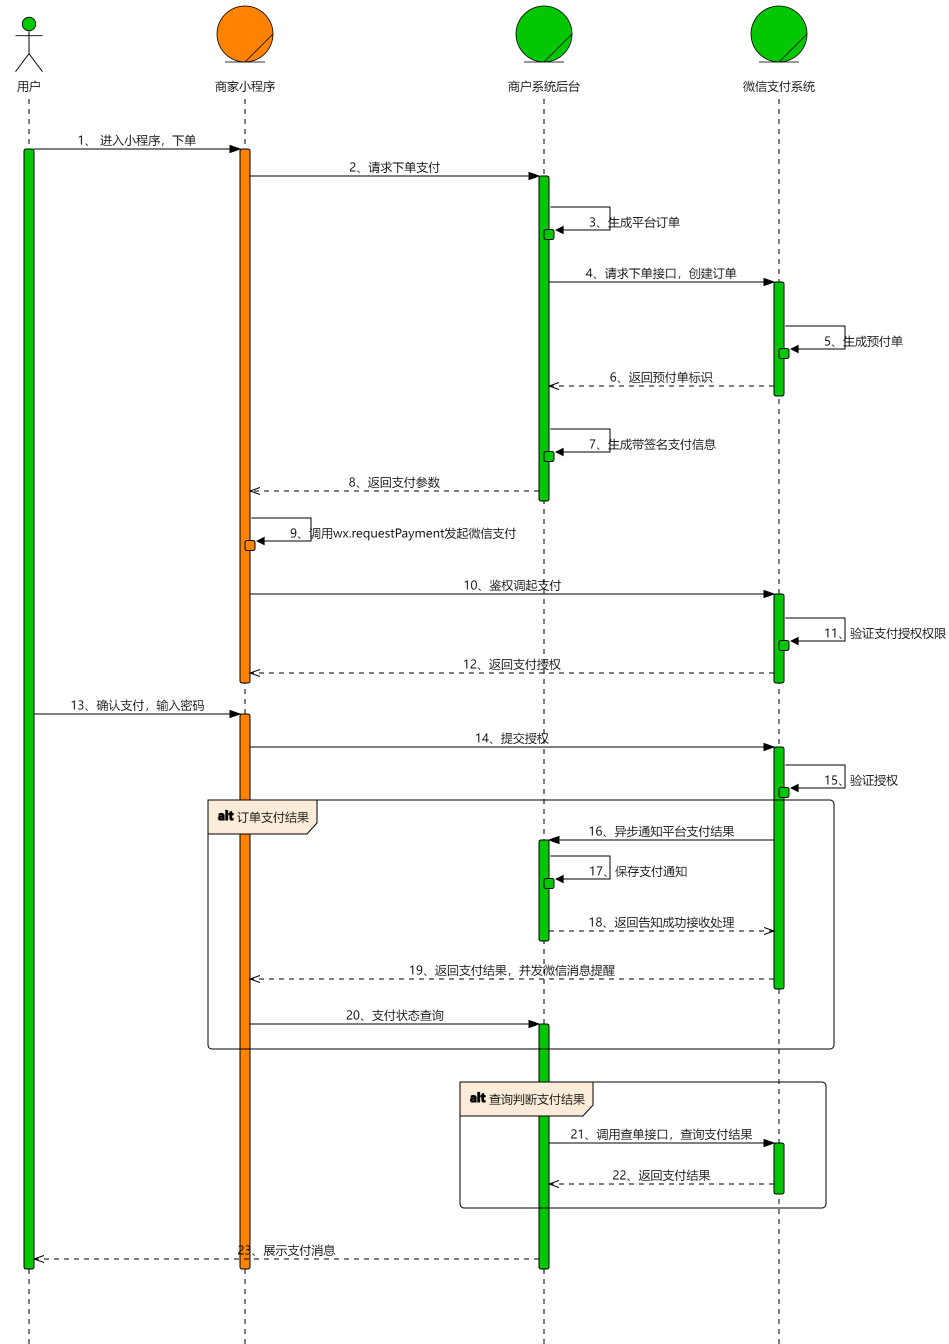 用户
商家小程序
商户系统后台
微信支付系统
1、 进入小程序，下单
2、请求下单支付
3、生成平台订单
4、请求下单接口，创建订单
5、生成预付单
6、返回预付单标识
7、生成带签名支付信息
8、返回支付参数
9、调用wx.requestPayment发起微信支付
10、鉴权调起支付
11、验证支付授权权限
12、返回支付授权
13、确认支付，输入密码
14、提交授权
15、验证授权
alt 订单支付结果
16、异步通知平台支付结果
17、保存支付通知
18、返回告知成功接收处理
19、返回支付结果，并发微信消息提醒
20、支付状态查询
alt 查询判断支付结果
21、调用查单接口，查询支付结果
22、返回支付结果
23、展示支付消息